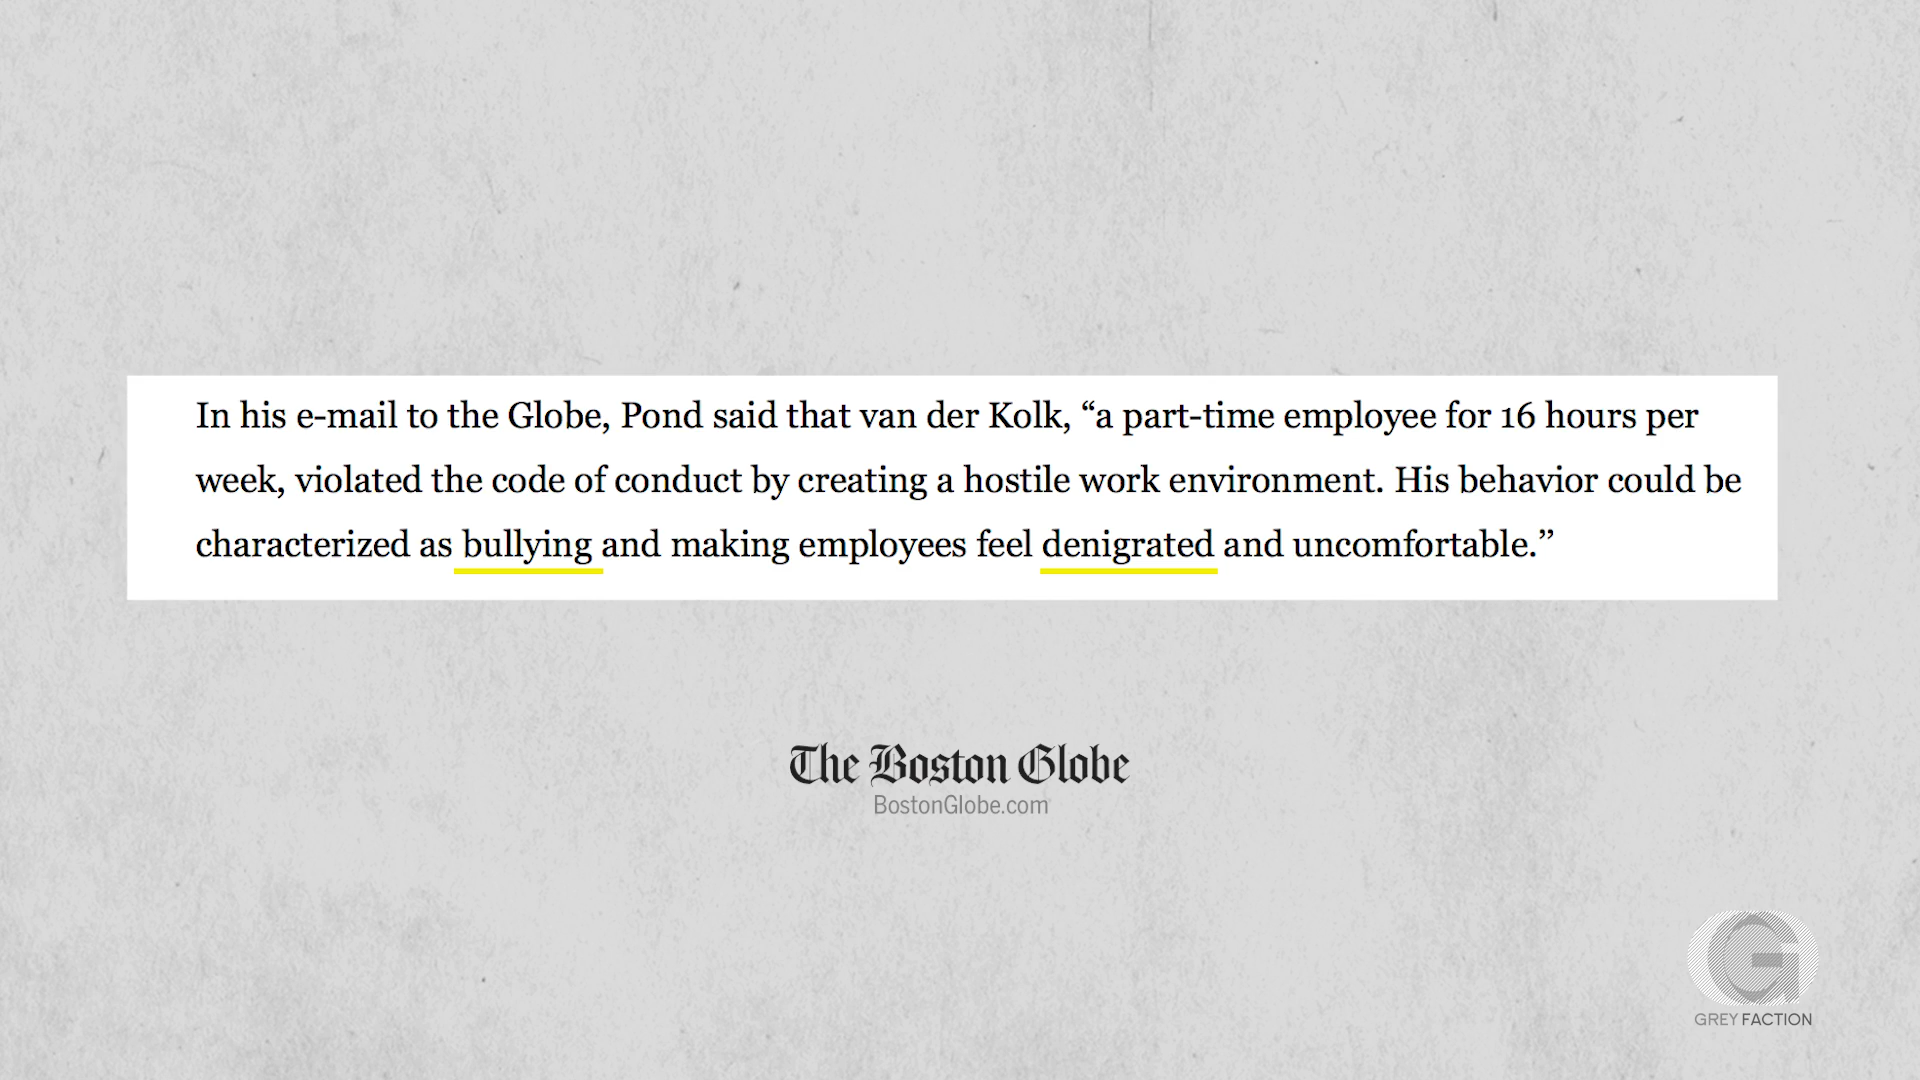 In his e-mail to the Globe, Pond said that van der Kolk, “a part-time employee for 16 hours per
week, violated the code of conduct by creating a hostile work environment. His behavior could be
characterized as bullying and making employees feel denigrated and uncomfortable.”
The Boston Globe
BostonGlobe.com
G
GREY FACTION